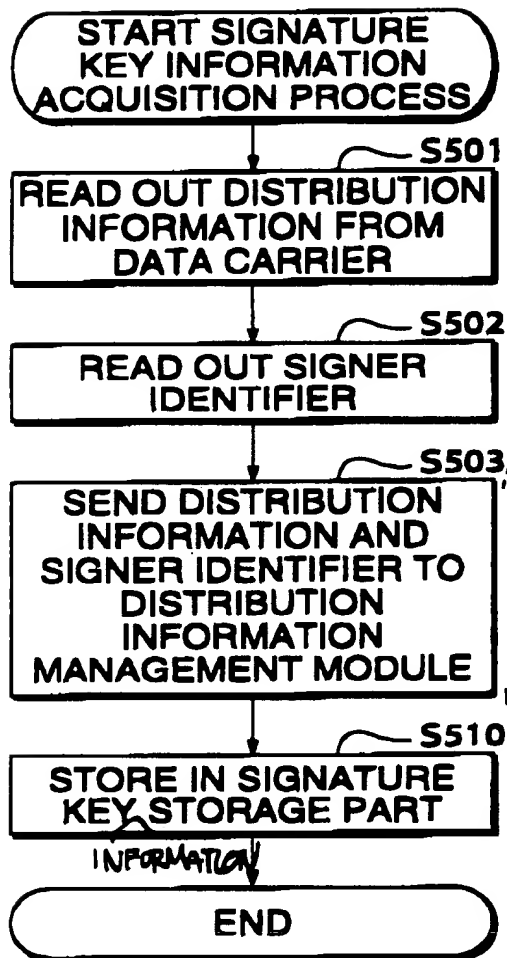 START SIGNATURE
KEY INFORMATION
ACQUISITION PROCESS
S501
READ OUT DISTRIBUTION
INFORMATION FROM
DATA CARRIER
S502
READ OUT SIGNER
IDENTIFIER
S503
SEND DISTRIBUTION
INFORMATION AND
SIGNER IDENTIFIER TO
DISTRIBUTION
INFORMATION
MANAGEMENT MODULE
S510
STORE IN SIGNATURE
KEY STORAGE PART
INFORMATION
END